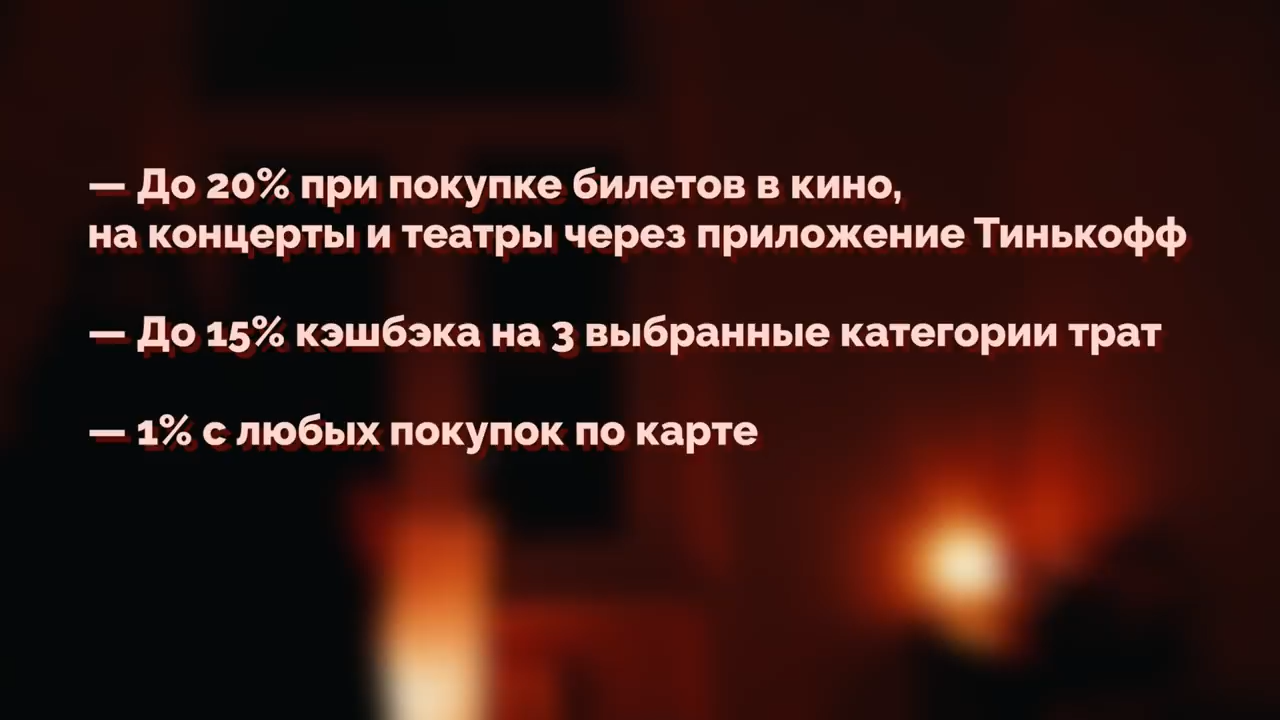 — До 20% при покупке билетов в кино,
на концерты и театры через приложение Тинькофф
— До 15% кэшбэка на 3 выбранные категории трат
— 1% с любых покупок по карте